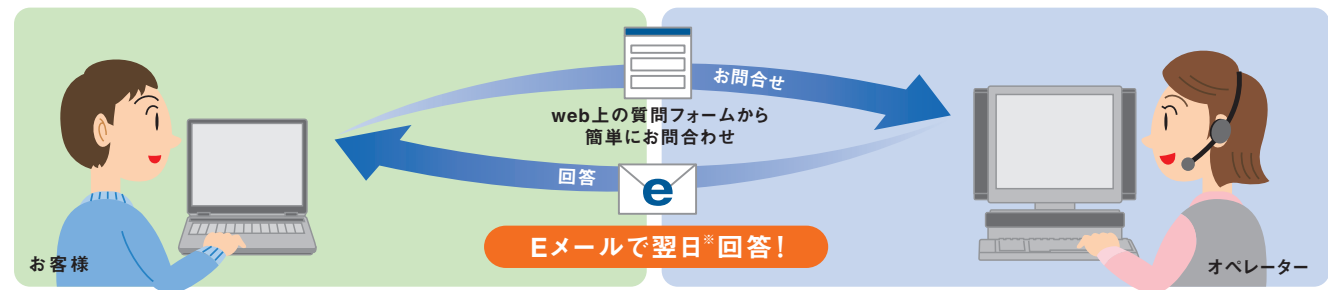 お問合せ
web上の質問フォームから
簡単にお問合わせ
回答
e
Eメールで翌日※回答!
お客様
オペレーター